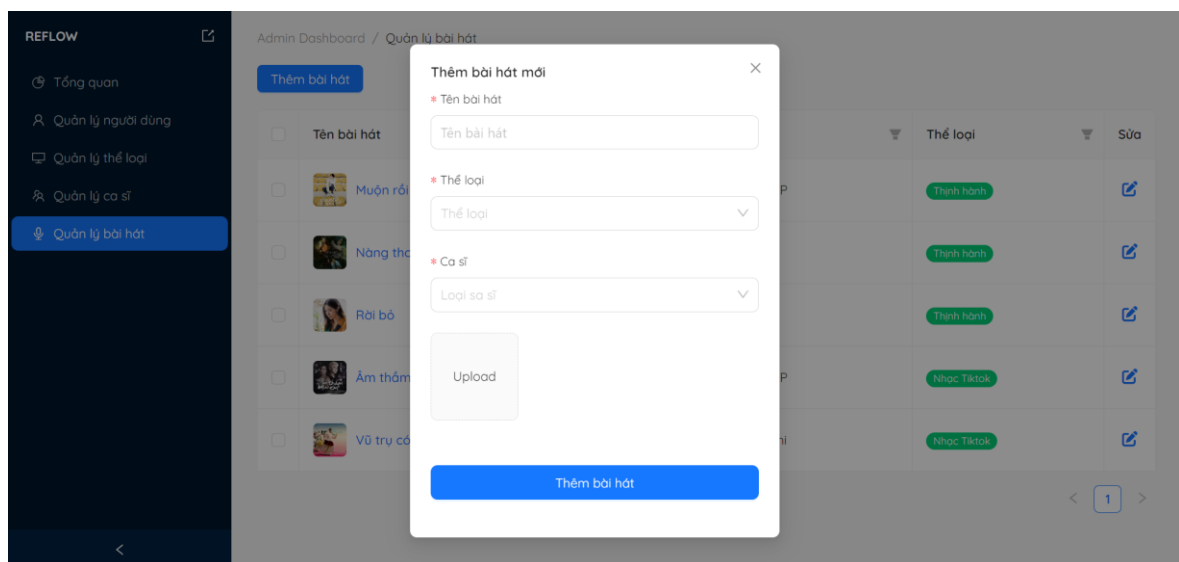 REFLOW
Admin Dashboard / Quản lý bài hát
Tổng quan
Quản lý người dùng
Quản lý thể loại
Quản lý ca sĩ
Quản lý bài hát
Thêm bài hát
Tên bài hát
Thể loại
Sửa
Muộn rồi
P
Thịnh hành
Nàng thơ
Thịnh hành
Rời bỏ
Thịnh hành
Âm thầm
P
Nhạc Tiktok
Vũ trụ có
hi
Nhạc Tiktok
1
Thêm bài hát mới
* Tên bài hát
Tên bài hát
* Thể loại
Thể loại
* Ca sĩ
Loại sa sĩ
Upload
Thêm bài hát